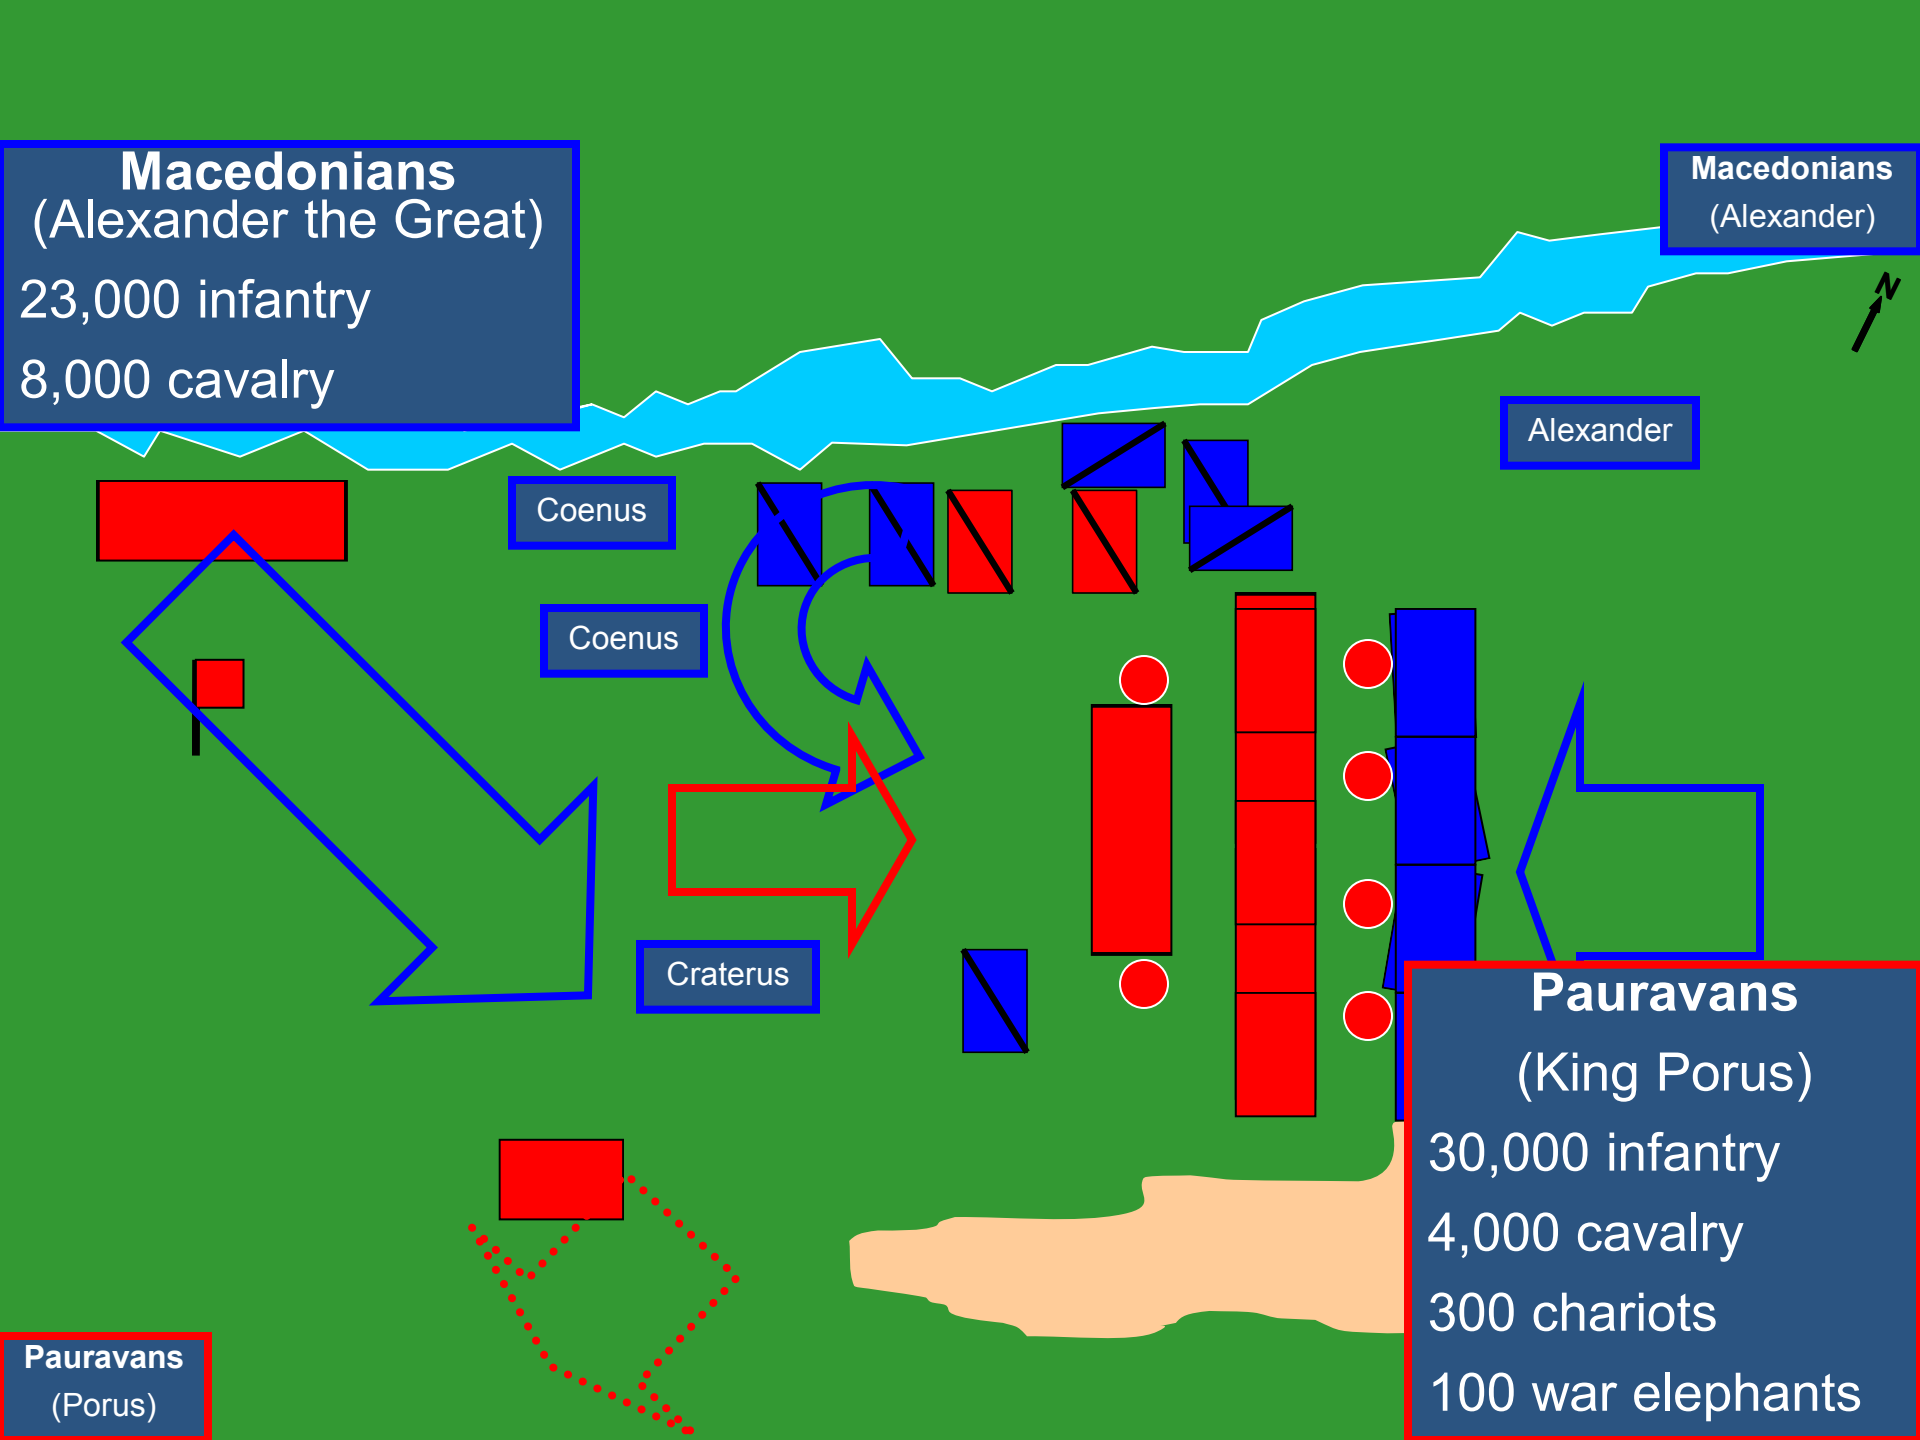 Macedonians
(Alexander the Great)
23,000 infantry
8,000 cavalry
Macedonians
(Alexander)
N
Alexander
Coenus
Coenus
Craterus
Pauravans
(King Porus)
30,000 infantry
4,000 cavalry
300 chariots
100 war elephants
Pauravans
(Porus)